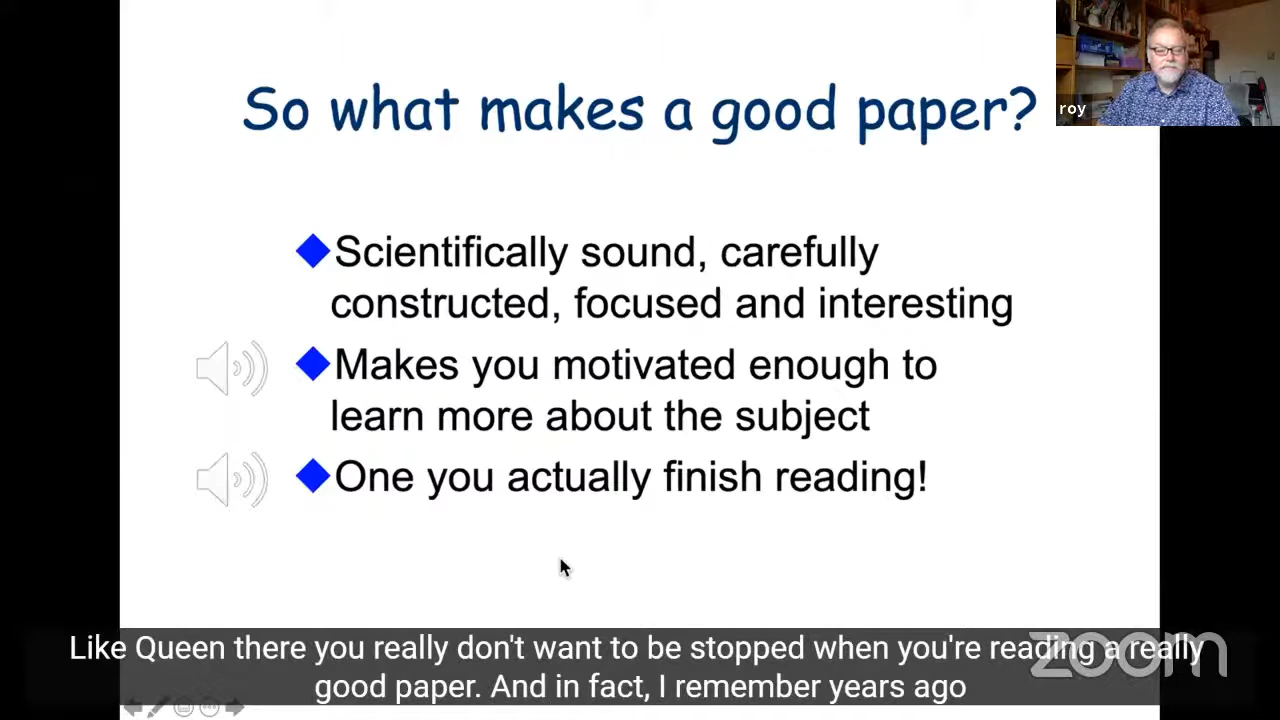 So what makes a good paper?
roy
Scientifically sound, carefully
constructed, focused and interesting
Makes you motivated enough to
learn more about the subject
One you actually finish reading!
Like Queen there you really don't want to be stopped when you're reading a really
good paper. And in fact, I remember years ago
zoom